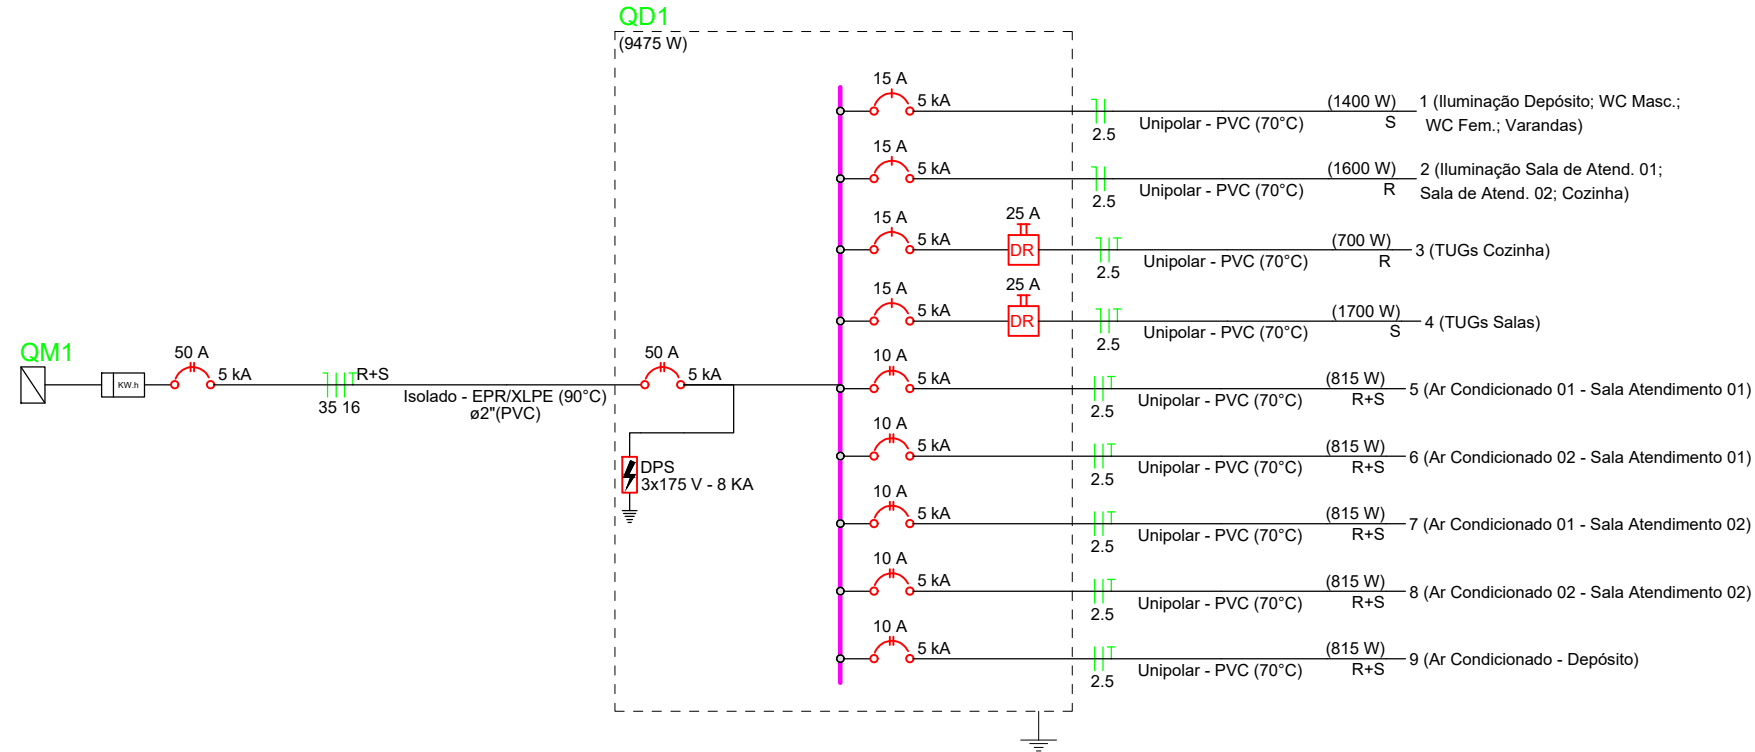 QD1
(9475 W)
15 A
5 kA
2.5
Unipolar - PVC (70°C)
(1400 W)
S
1 (Iluminação Depósito; WC Masc.;
WC Fem.; Varandas)
15 A
5 kA
2.5
Unipolar - PVC (70°C)
(1600 W)
R
2 (Iluminação Sala de Atend. 01;
Sala de Atend. 02; Cozinha)
15 A
5 kA
25 A
DR
2.5
Unipolar - PVC (70°C)
(700 W)
R
3 (TUGs Cozinha)
15 A
5 kA
25 A
DR
2.5
Unipolar - PVC (70°C)
(1700 W)
S
4 (TUGs Salas)
QM1
KW.h
50 A
5 kA
R+S
35 16
Isolado - EPR/XLPE (90°C)
ø2"(PVC)
50 A
5 kA
DPS
3x175 V - 8 KA
10 A
5 kA
2.5
Unipolar - PVC (70°C)
(815 W)
R+S
5 (Ar Condicionado 01 - Sala Atendimento 01)
10 A
5 kA
2.5
Unipolar - PVC (70°C)
(815 W)
R+S
6 (Ar Condicionado 02 - Sala Atendimento 01)
10 A
5 kA
2.5
Unipolar - PVC (70°C)
(815 W)
R+S
7 (Ar Condicionado 01 - Sala Atendimento 02)
10 A
5 kA
2.5
Unipolar - PVC (70°C)
(815 W)
R+S
8 (Ar Condicionado 02 - Sala Atendimento 02)
10 A
5 kA
2.5
Unipolar - PVC (70°C)
(815 W)
R+S
9 (Ar Condicionado - Depósito)